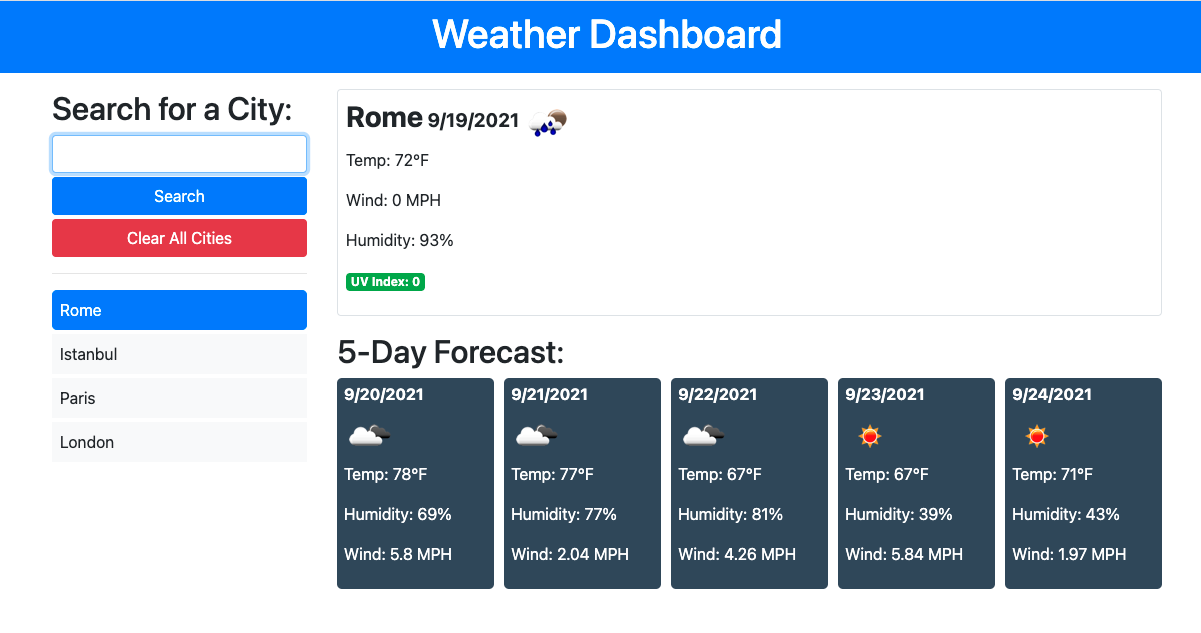 Weather Dashboard
Search for a City:
Search
Clear All Cities
Rome
Istanbul
Paris
London
Rome 9/19/2021
Temp: 72°F
Wind: 0 MPH
Humidity: 93%
UV Index: 0
5-Day Forecast:
9/20/2021
Temp: 78°F
Humidity: 69%
Wind: 5.8 MPH
9/21/2021
Temp: 77°F
Humidity: 77%
Wind: 2.04 MPH
9/22/2021
Temp: 67°F
Humidity: 81%
Wind: 4.26 MPH
9/23/2021
Temp: 67°F
Humidity: 39%
Wind: 5.84 MPH
9/24/2021
Temp: 71°F
Humidity: 43%
Wind: 1.97 MPH